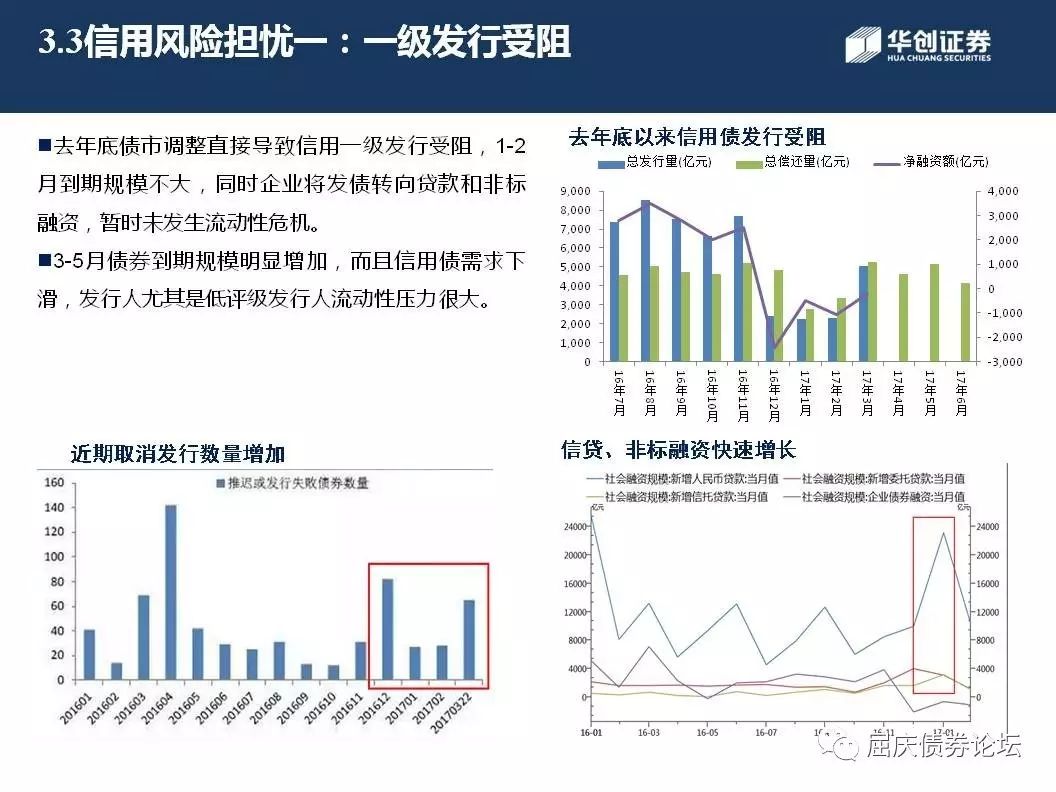 3.3信用风险担忧一：一级发行受阻
华创证券
HUA CHUANG SECURITIES
■去年底债市调整直接导致信用一级发行受阻，1-2
月到期规模不大，同时企业将发债转向贷款和非标
融资，暂时未发生流动性危机。
■3-5月债券到期规模明显增加，而且信用债需求下
滑，发行人尤其是低评级发行人流动性压力很大。
去年底以来信用债发行受阻
总发行量(亿元) 总偿还量(亿元) 净融资额(亿元)
9,000 4,000
8,000 3,000
7,000 2,000
6,000 1,000
5,000 0
4,000 -1,000
3,000 -2,000
2,000 -3,000
1,000
0
16年7月 16年8月 16年9月 16年10月 16年11月 16年12月 17年1月 17年2月 17年3月 17年4月 17年5月 17年6月
近期取消发行数量增加
推迟或发行失败债券数量
160
140
120
100
80
60
40
20
0
201601 201602 201603 201604 201605 201606 201607 201608 201609 201610 201611 201612 201701 201702 20170322
信贷、非标融资快速增长
社会融资规模:新增人民币贷款:当月值 社会融资规模:新增委托贷款:当月值
社会融资规模:新增信托贷款:当月值 社会融资规模:企业债券融资:当月值
亿元 亿元
24000 24000
20000 20000
16000 16000
12000 12000
8000 8000
4000 4000
0 0
16-01 16-03 16-05 16-07 16-11 17-01
屈庆债券论坛